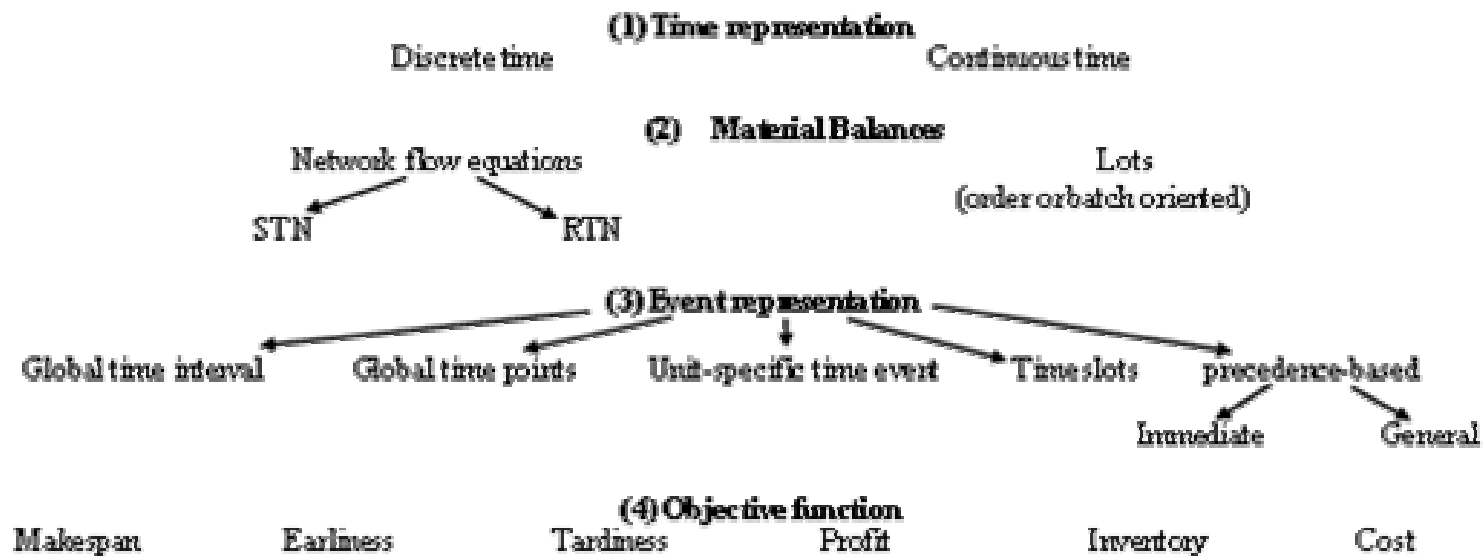 (1) Time representation
Discrete time Continuous time
(2) Material Balances
Network flow equations Lots
(order orbatch oriented)
STN RTN
(3) Event representation
Global time interval Global time points Unit-specific time event Time slots precedence-based
Immediate General
(4) Objective function
Makespan Earliness Tardiness Profit Inventory Cost